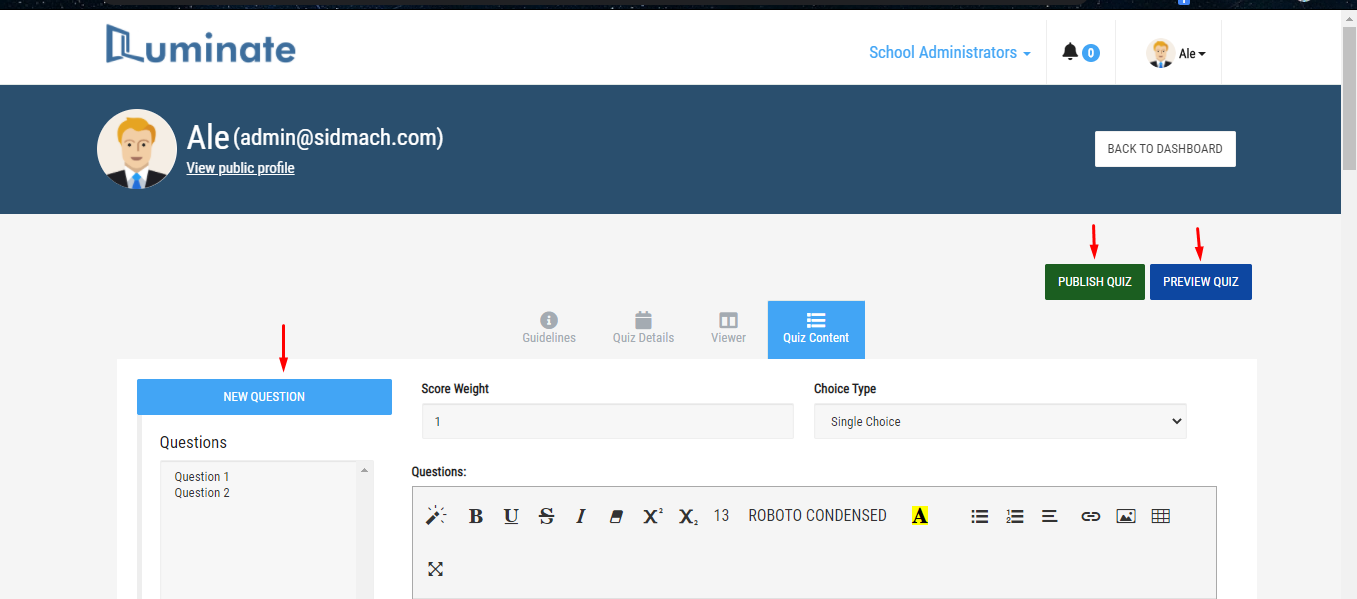 Luminate
School Administrators
0
Ale
Ale (admin@sidmach.com)
View public profile
BACK TO DASHBOARD
PUBLISH QUIZ
PREVIEW QUIZ
Guidelines
Quiz Details
Viewer
Quiz Content
NEW QUESTION
Questions
Question 1
Question 2
Score Weight
1
Choice Type
Single Choice
Questions:
B U S I X² X₂ 13 ROBOTO CONDENSED A